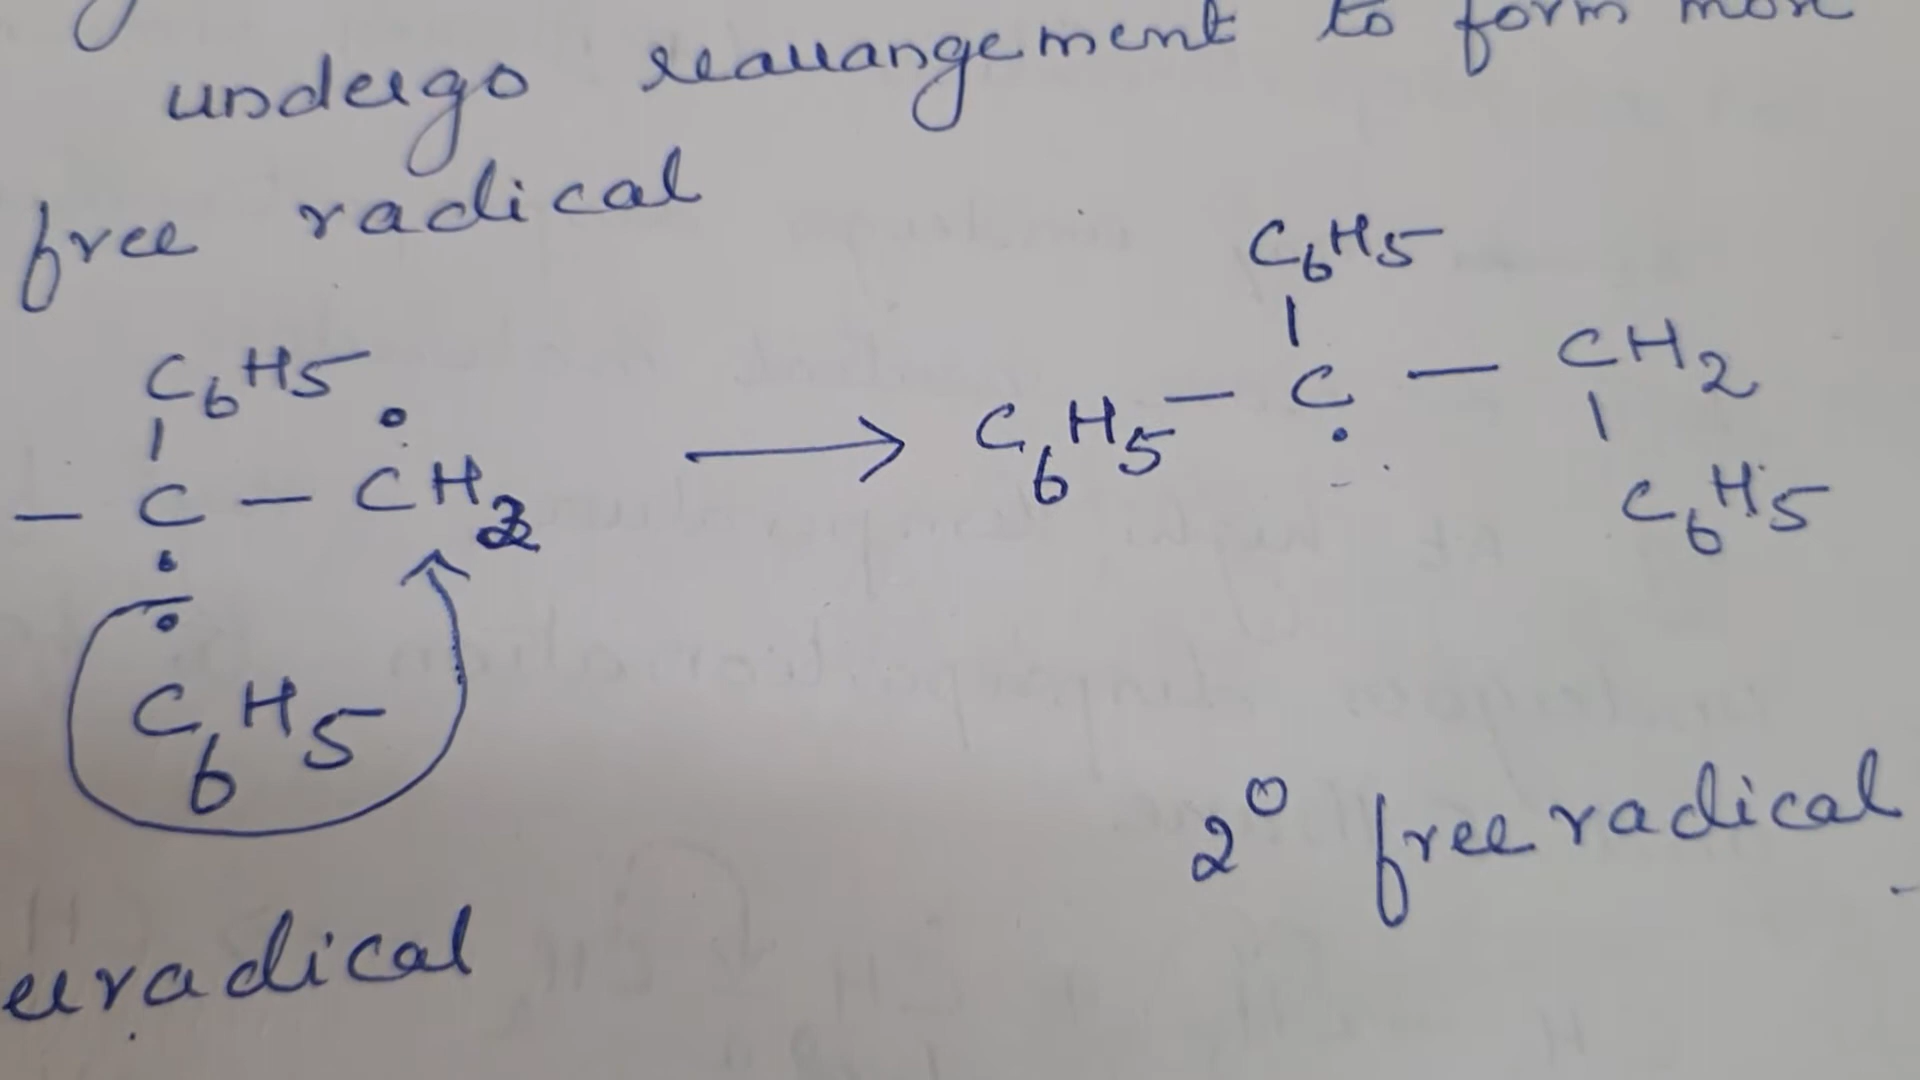 undergo rearrangement to form more
free radical
C6H5
C6H5
– C – CH2
C6H5 – C – CH2
C6H5
C6H5
2° free radical
radical